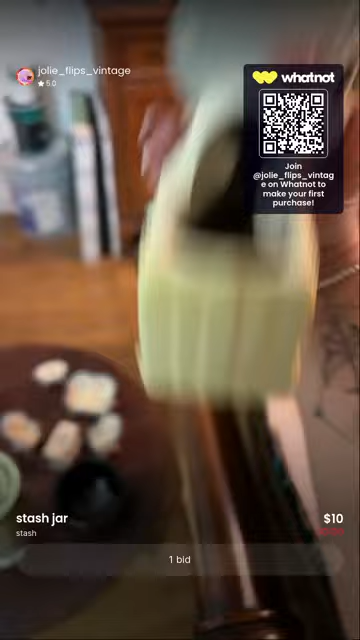 jolie_flips_vintage
5.0
whatnot
Join
@jolie_flips_vintag
e on Whatnot to
make your first
purchase!
stash jar
$10
stash
1 bid